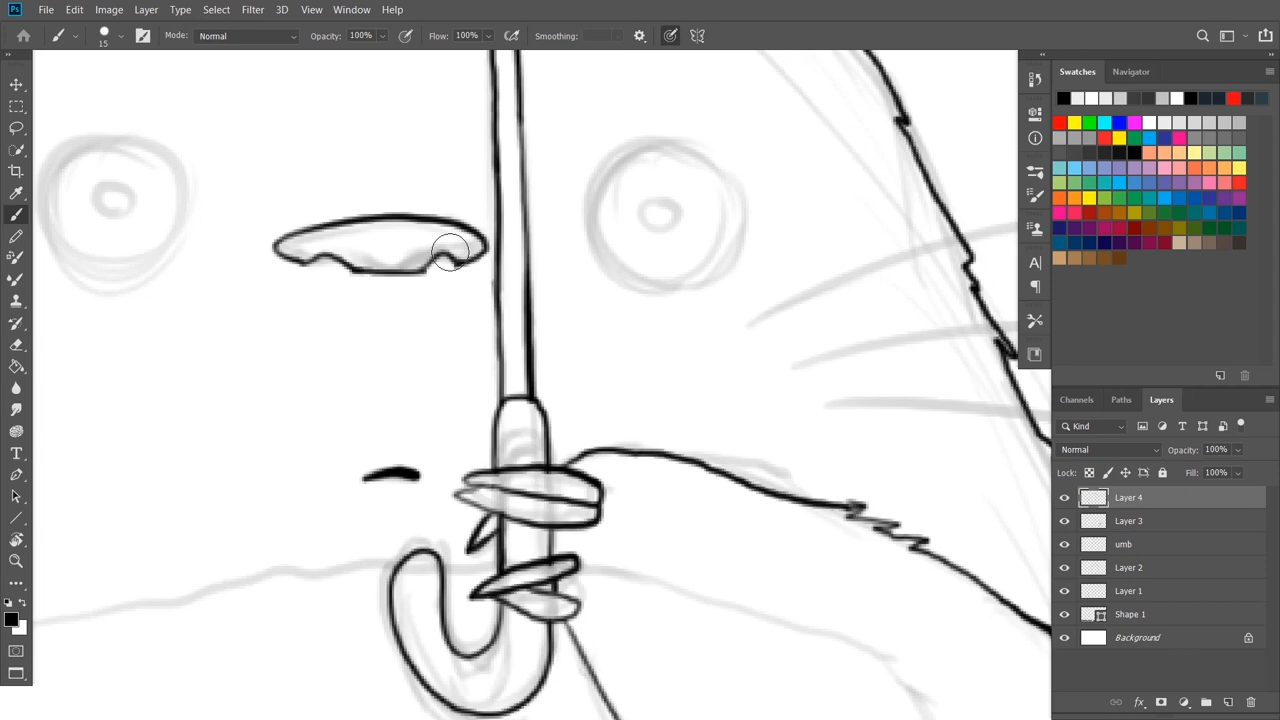 Ps File Edit Image Layer Type Select Filter 3D View Window Help
15 Mode: Normal Opacity: 100% Flow: 100% Smoothing:
Swatches Navigator
Channels Paths Layers
Kind
Normal Opacity: 100%
Lock: Fill: 100%
Layer 4
Layer 3
umb
Layer 2
Layer 1
Shape 1
Background